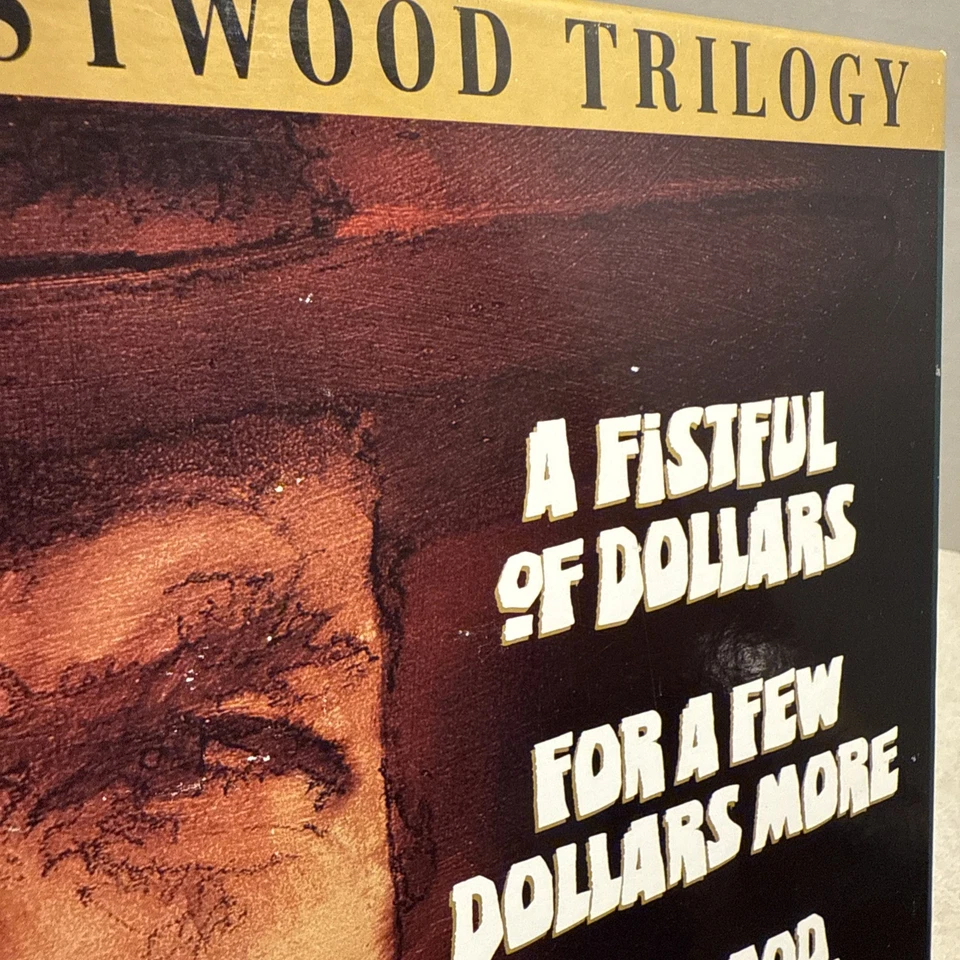 STWOOD TRILOGY
A FiSTFUL
OF DOLLARS
FOR A FEW
DOLLARS MORE